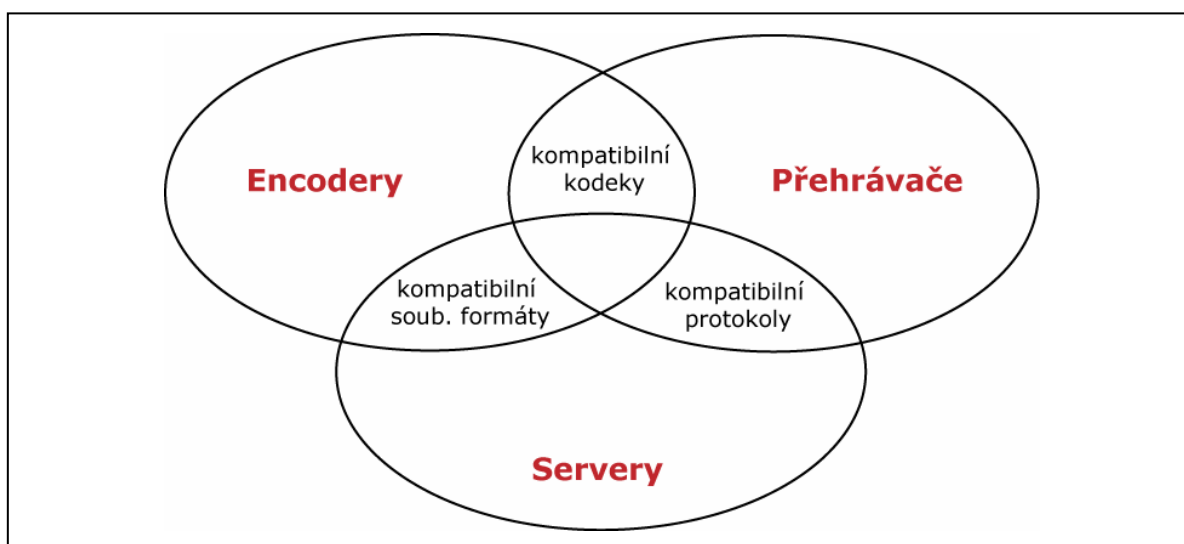 kompatibilní
kodeky
Encodery
Přehrávače
kompatibilní
soub. formáty
kompatibilní
protokoly
Servery